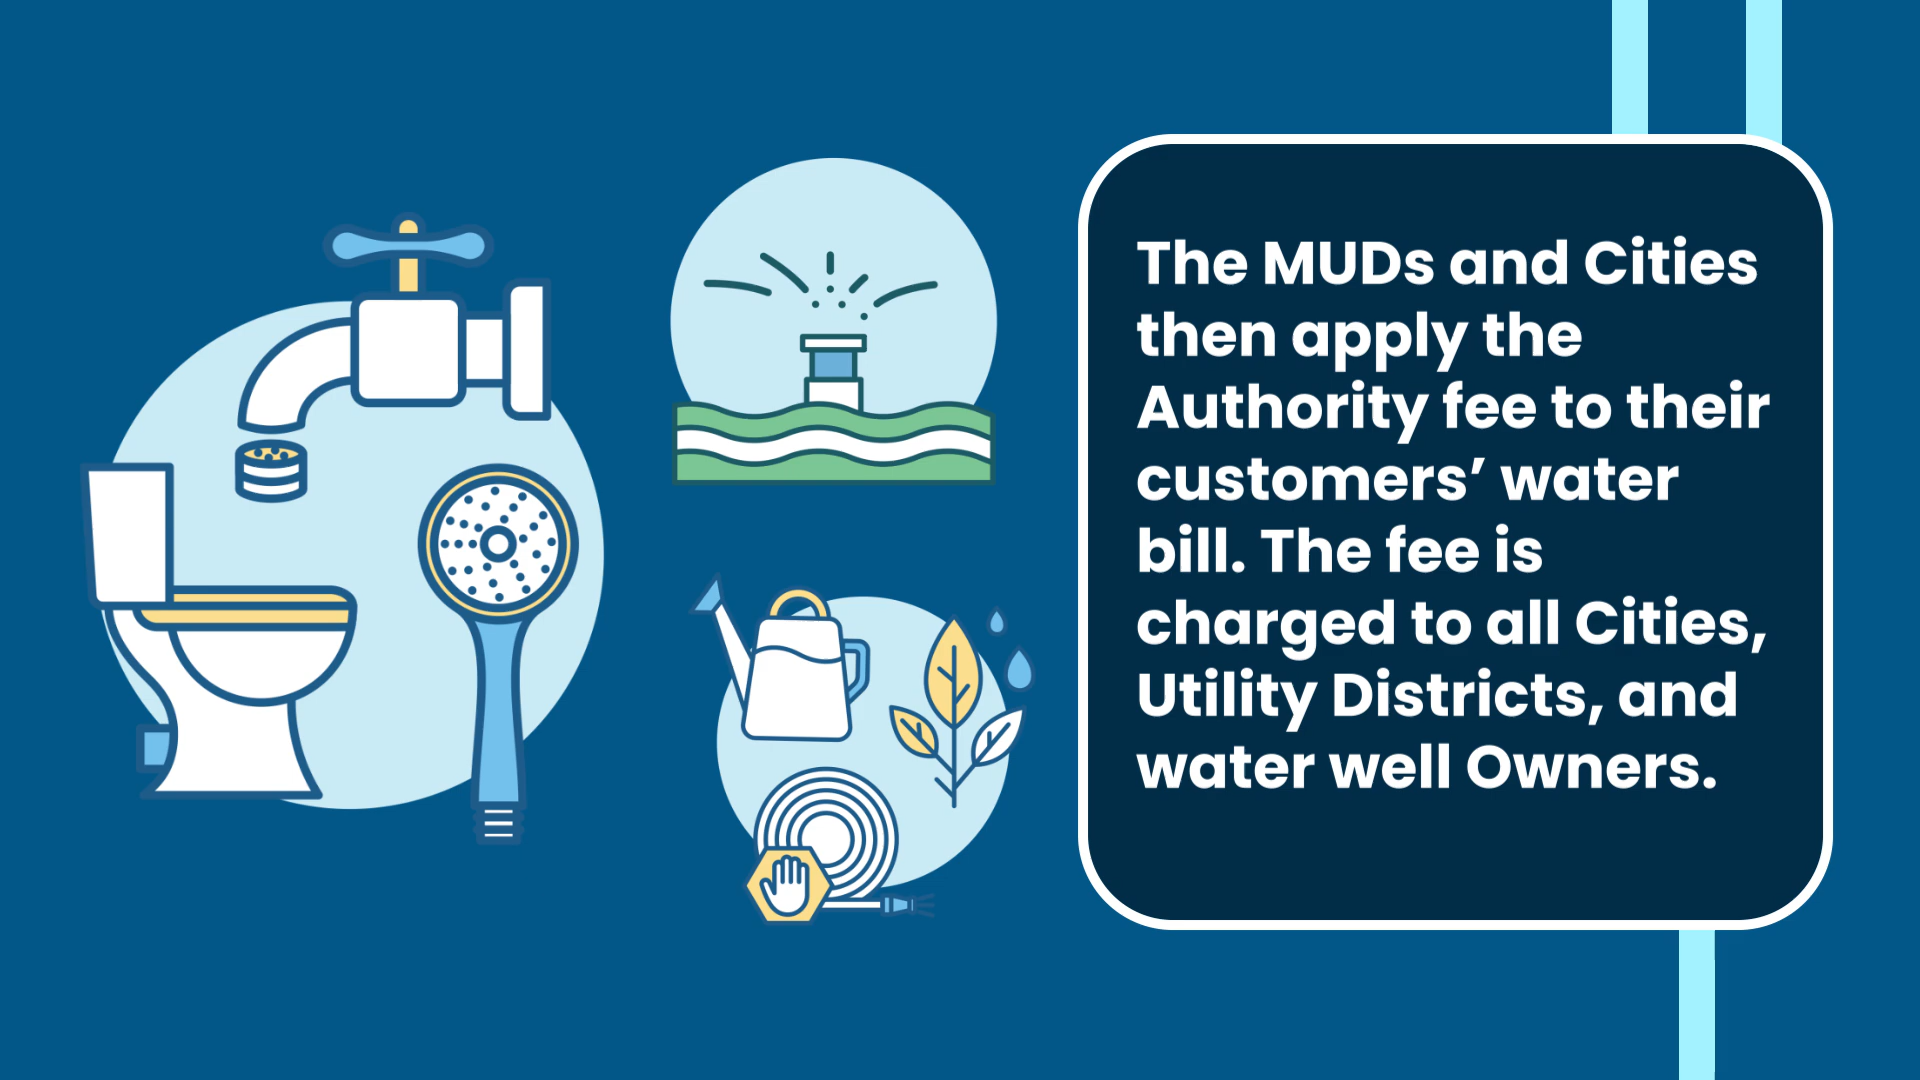 The MUDs and Cities
then apply the
Authority fee to their
customers’ water
bill. The fee is
charged to all Cities,
Utility Districts, and
water well Owners.